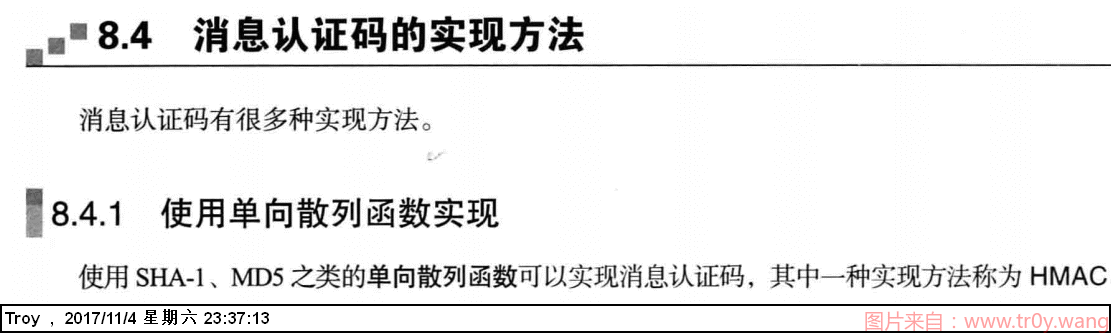 8.4 消息认证码的实现方法
消息认证码有很多种实现方法。
8.4.1 使用单向散列函数实现
使用 SHA-1、MD5 之类的单向散列函数可以实现消息认证码，其中一种实现方法称为 HMAC
Troy , 2017/11/4 星期六 23:37:13
图片来自：www.tr0y.wang